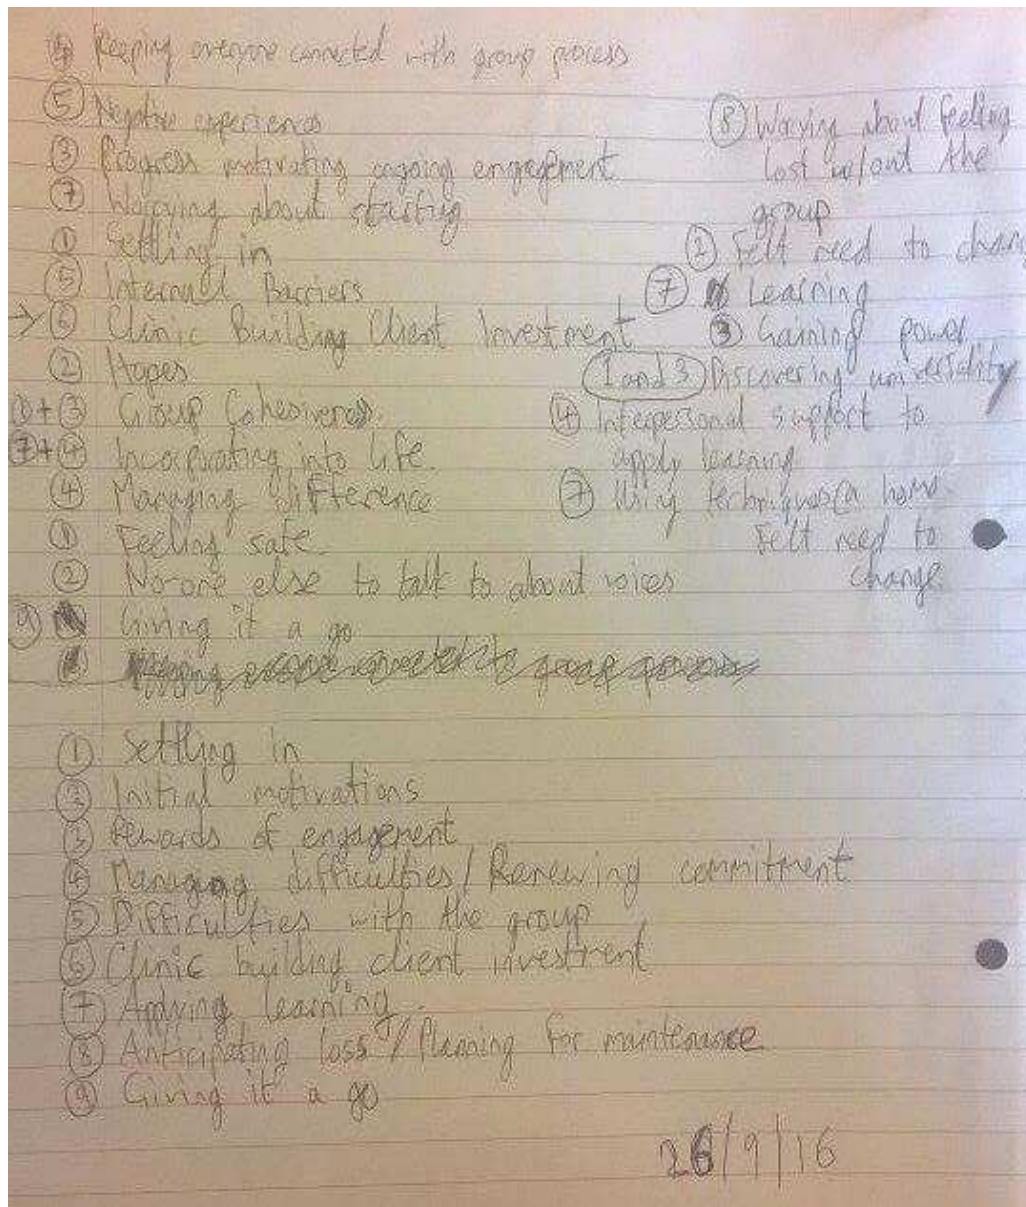 ④ Keeping everyone connected with group process
⑤ Negative experiences
③ Progress motivating ongoing engagement
⑦ Worrying about starting
① Settling in
⑤ Internal Barriers
→ ⑥ Clinic Building Client Investment
② Hopes
①+③ Group Cohesiveness
⑦+④ Incorporating into life.
④ Managing difference
① Feeling safe
② No-one else to talk to about voices
⑨ Giving it a go
⑧ Worrying about feeling
lost w/out the
group
② Felt need to chang
⑦ Learning
③ Gaining power
1 and 3 Discovering universality
④ Interpersonal support to
apply learning
⑦ Using techniques @ home
Felt need to
change
① Settling in
② Initial motivations
③ Rewards of engagement
④ Managing difficulties / Renewing commitment
⑤ Difficulties with the group
⑥ Clinic building client investment
⑦ Applying learning
⑧ Anticipating loss / Planning for maintenance
⑨ Giving it a go
26/9/16